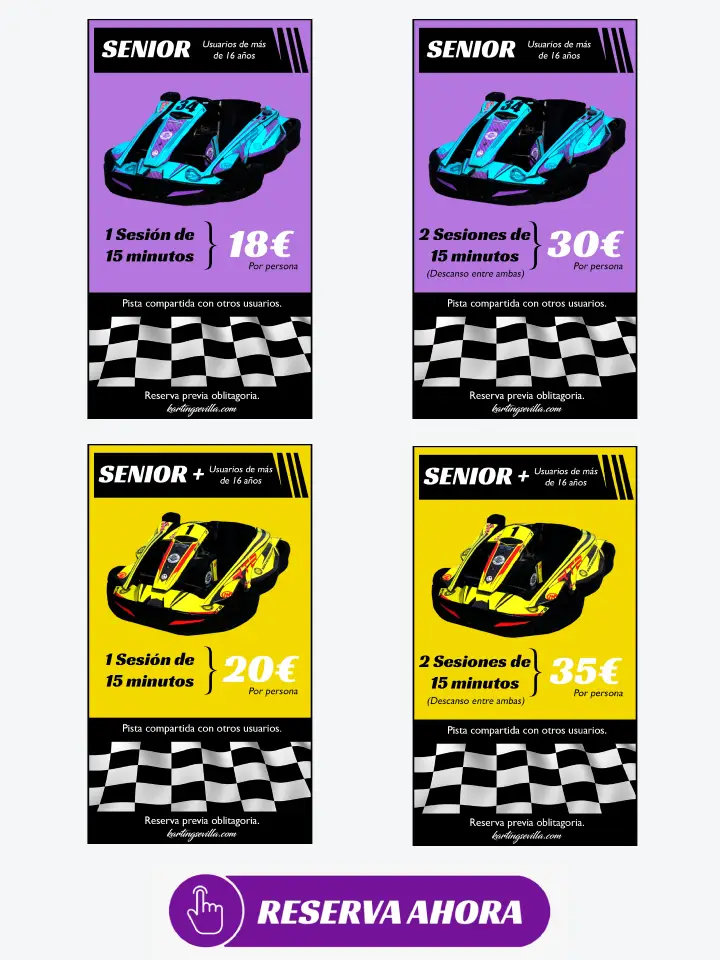 SENIOR
Usuarios de más
de 16 años
34
1 Sesión de
15 minutos
18€
Por persona
Pista compartida con otros usuarios.
Reserva previa oblitagoria.
kartingsevilla.com
SENIOR
Usuarios de más
de 16 años
34
2 Sesiones de
15 minutos
(Descanso entre ambas)
30€
Por persona
Pista compartida con otros usuarios.
Reserva previa oblitagoria.
kartingsevilla.com
SENIOR +
Usuarios de más
de 16 años
1
1 Sesión de
15 minutos
20€
Por persona
Pista compartida con otros usuarios.
Reserva previa oblitagoria.
kartingsevilla.com
SENIOR +
Usuarios de más
de 16 años
1
2 Sesiones de
15 minutos
(Descanso entre ambas)
35€
Por persona
Pista compartida con otros usuarios.
Reserva previa oblitagoria.
kartingsevilla.com
RESERVA AHORA